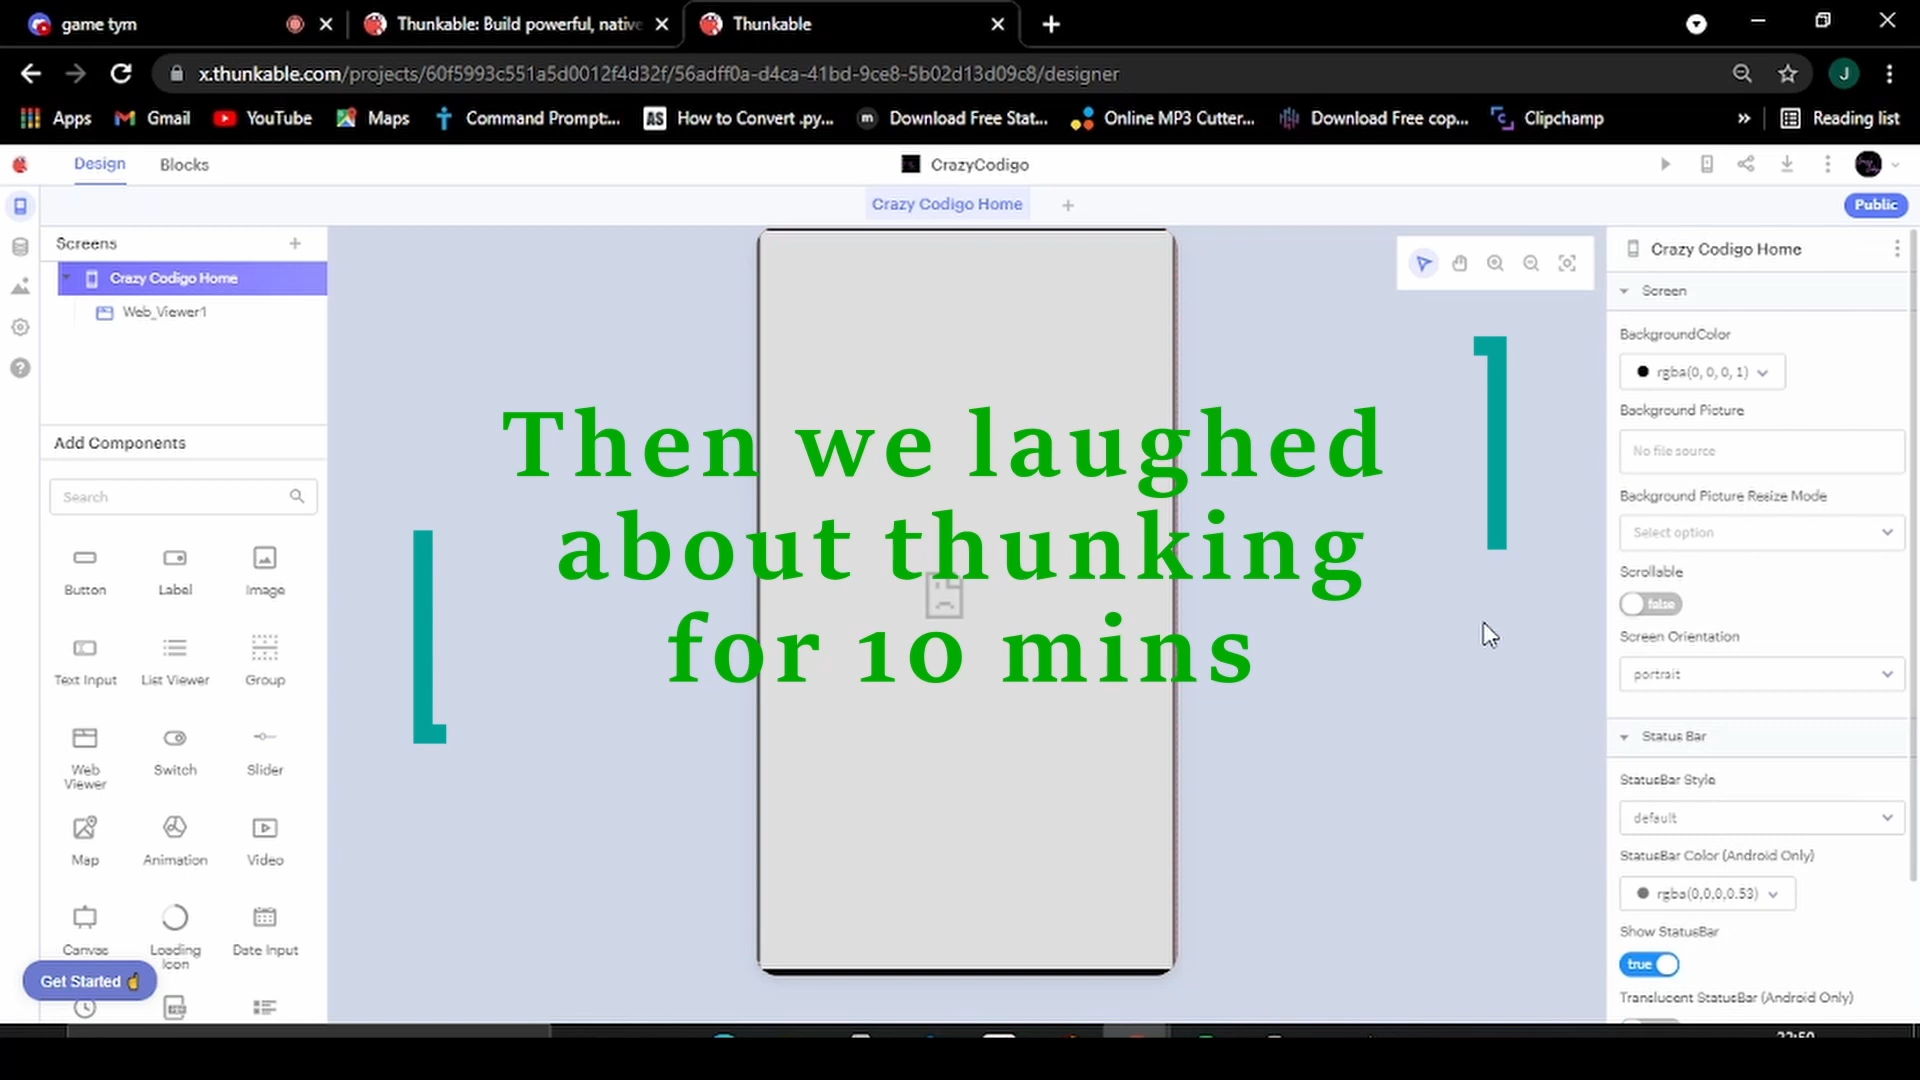 game tym
Thunkable: Build powerful, native
Thunkable
x.thunkable.com/projects/60f5993c551a5d0012f4d32f/56adff0a-d4ca-41bd-9ce8-5b02d13d09c8/designer
J
Apps
Gmail
YouTube
Maps
Command Prompt:...
AS
How to Convert .py...
m
Download Free Stat...
Online MP3 Cutter...
Download Free cop...
Clipchamp
»
Reading list
Design
Blocks
CrazyCodigo
Crazy Codigo Home
+
Public
Screens
+
Crazy Codigo Home
Web_Viewer1
Add Components
Search
Button
Label
Image
Text Input
List Viewer
Group
Web
Viewer
Switch
Slider
Map
Animation
Video
Canvas
Loading
Icon
Date Input
Get Started
Then we laughed
about thunking
for 10 mins
Crazy Codigo Home
Screen
BackgroundColor
rgba(0, 0, 0, 1)
Background Picture
No file source
Background Picture Resize Mode
Select option
Scrollable
false
Screen Orientation
portrait
Status Bar
StatusBar Style
default
StatusBar Color (Android Only)
rgba(0,0,0,0.53)
Show StatusBar
true
Translucent StatusBar (Android Only)